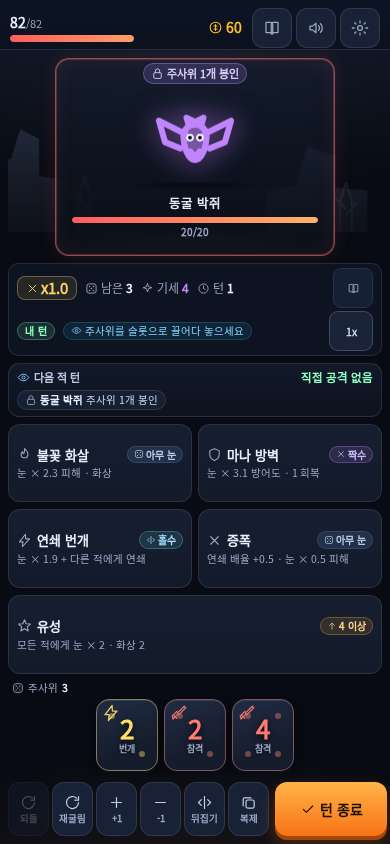 82/82
60
주사위 1개 봉인
동굴 박쥐
20/20
x1.0 남은 3 기세 4 턴 1
내 턴 주사위를 슬롯으로 끌어다 놓으세요 1x
다음 적 턴 직접 공격 없음
동굴 박쥐 주사위 1개 봉인
불꽃 화살 아무 눈
눈 × 2.3 피해 · 화상
마나 방벽 짝수
눈 × 3.1 방어도 · 1 회복
연쇄 번개 홀수
눈 × 1.9 + 다른 적에게 연쇄
증폭 아무 눈
연쇄 배율 +0.5 · 눈 × 0.5 피해
유성 4 이상
모든 적에게 눈 × 2 · 화상 2
주사위 3
2 번개
2 참격
4 참격
되돌
재굴림
+1
-1
뒤집기
복제
턴 종료